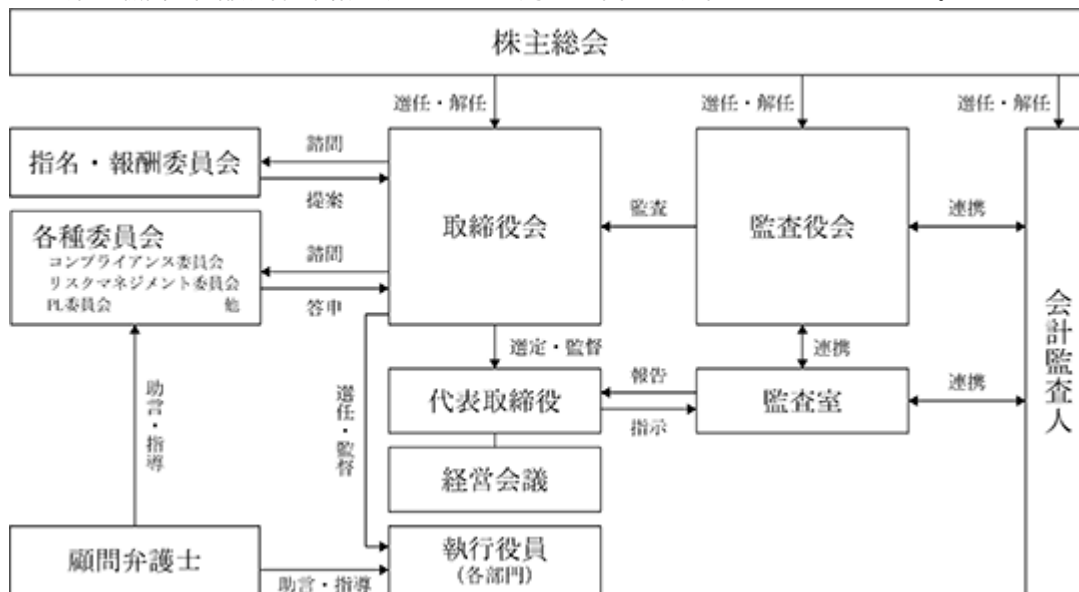 株主総会
選任・解任
選任・解任
選任・解任
指名・報酬委員会
諮問
提案
取締役会
監査
監査役会
連携
会計監査人
各種委員会
コンプライアンス委員会
リスクマネジメント委員会
PL委員会　他
諮問
答申
選定・監督
連携
助言・指導
選任・監督
代表取締役
報告
指示
監査室
連携
経営会議
顧問弁護士
助言・指導
執行役員
(各部門)